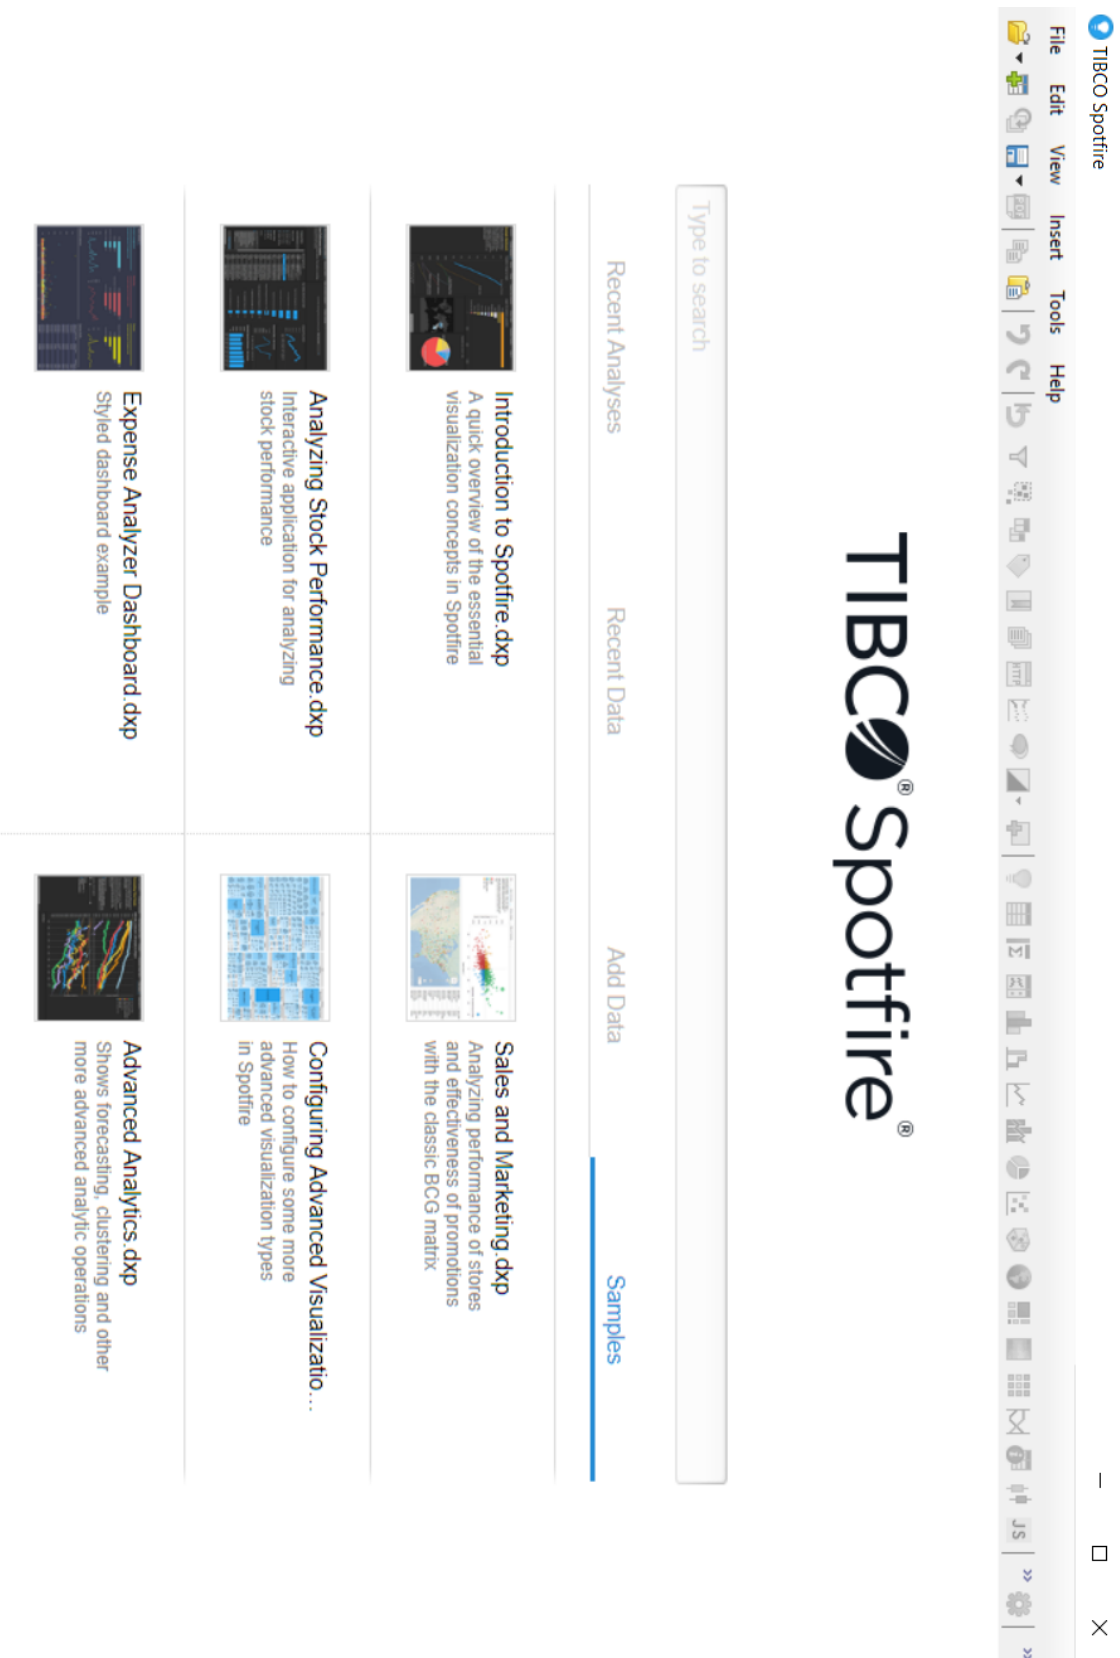 TIBCO Spotfire
File Edit View Insert Tools Help
PDF
HTTP
Σ
JS
TIBCO® Spotfire®
Type to search
Recent Analyses
Recent Data
Add Data
Samples
Introduction to Spotfire.dxp
A quick overview of the essential
visualization concepts in Spotfire
Sales and Marketing.dxp
Analyzing performance of stores
and effectiveness of promotions
with the classic BCG matrix
Analyzing Stock Performance.dxp
Interactive application for analyzing
stock performance
Configuring Advanced Visualizatio...
How to configure some more
advanced visualization types
in Spotfire
Expense Analyzer Dashboard.dxp
Styled dashboard example
Advanced Analytics.dxp
Shows forecasting, clustering and other
more advanced analytic operations